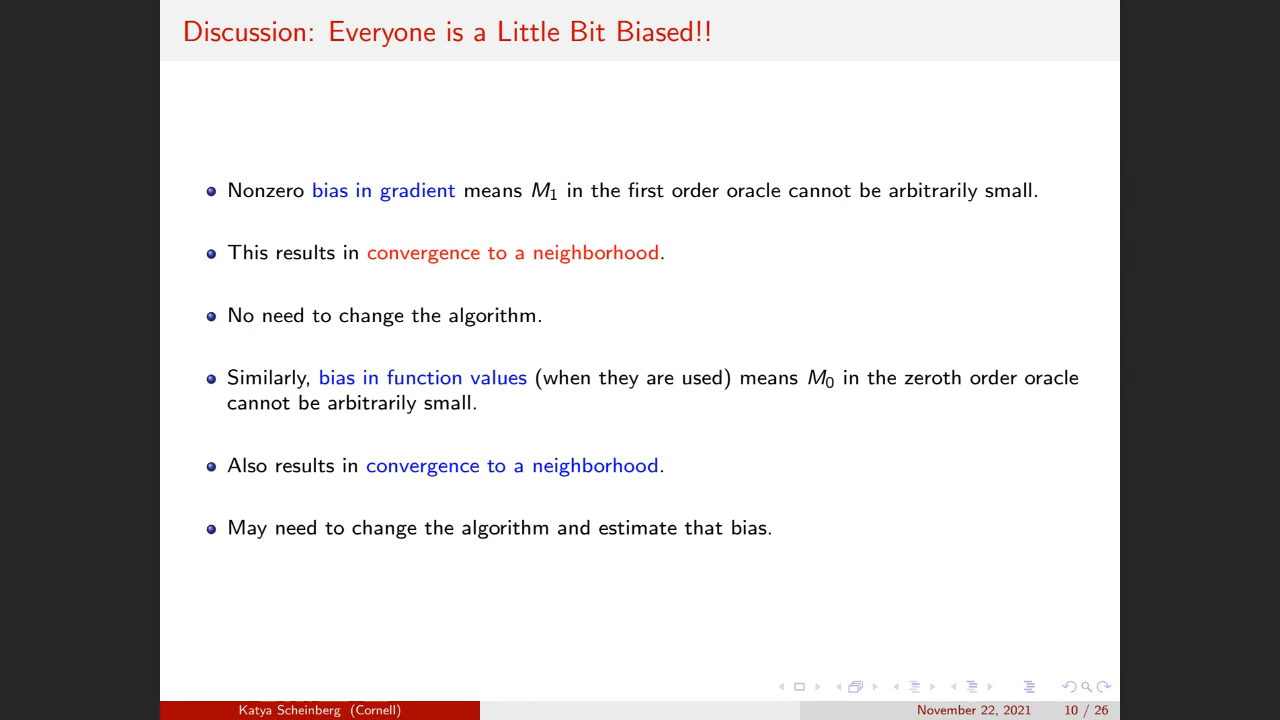 Discussion: Everyone is a Little Bit Biased!!
Nonzero bias in gradient means M₁ in the first order oracle cannot be arbitrarily small.
This results in convergence to a neighborhood.
No need to change the algorithm.
Similarly, bias in function values (when they are used) means M₀ in the zeroth order oracle
cannot be arbitrarily small.
Also results in convergence to a neighborhood.
May need to change the algorithm and estimate that bias.
Katya Scheinberg (Cornell)
November 22, 2021
10 / 26